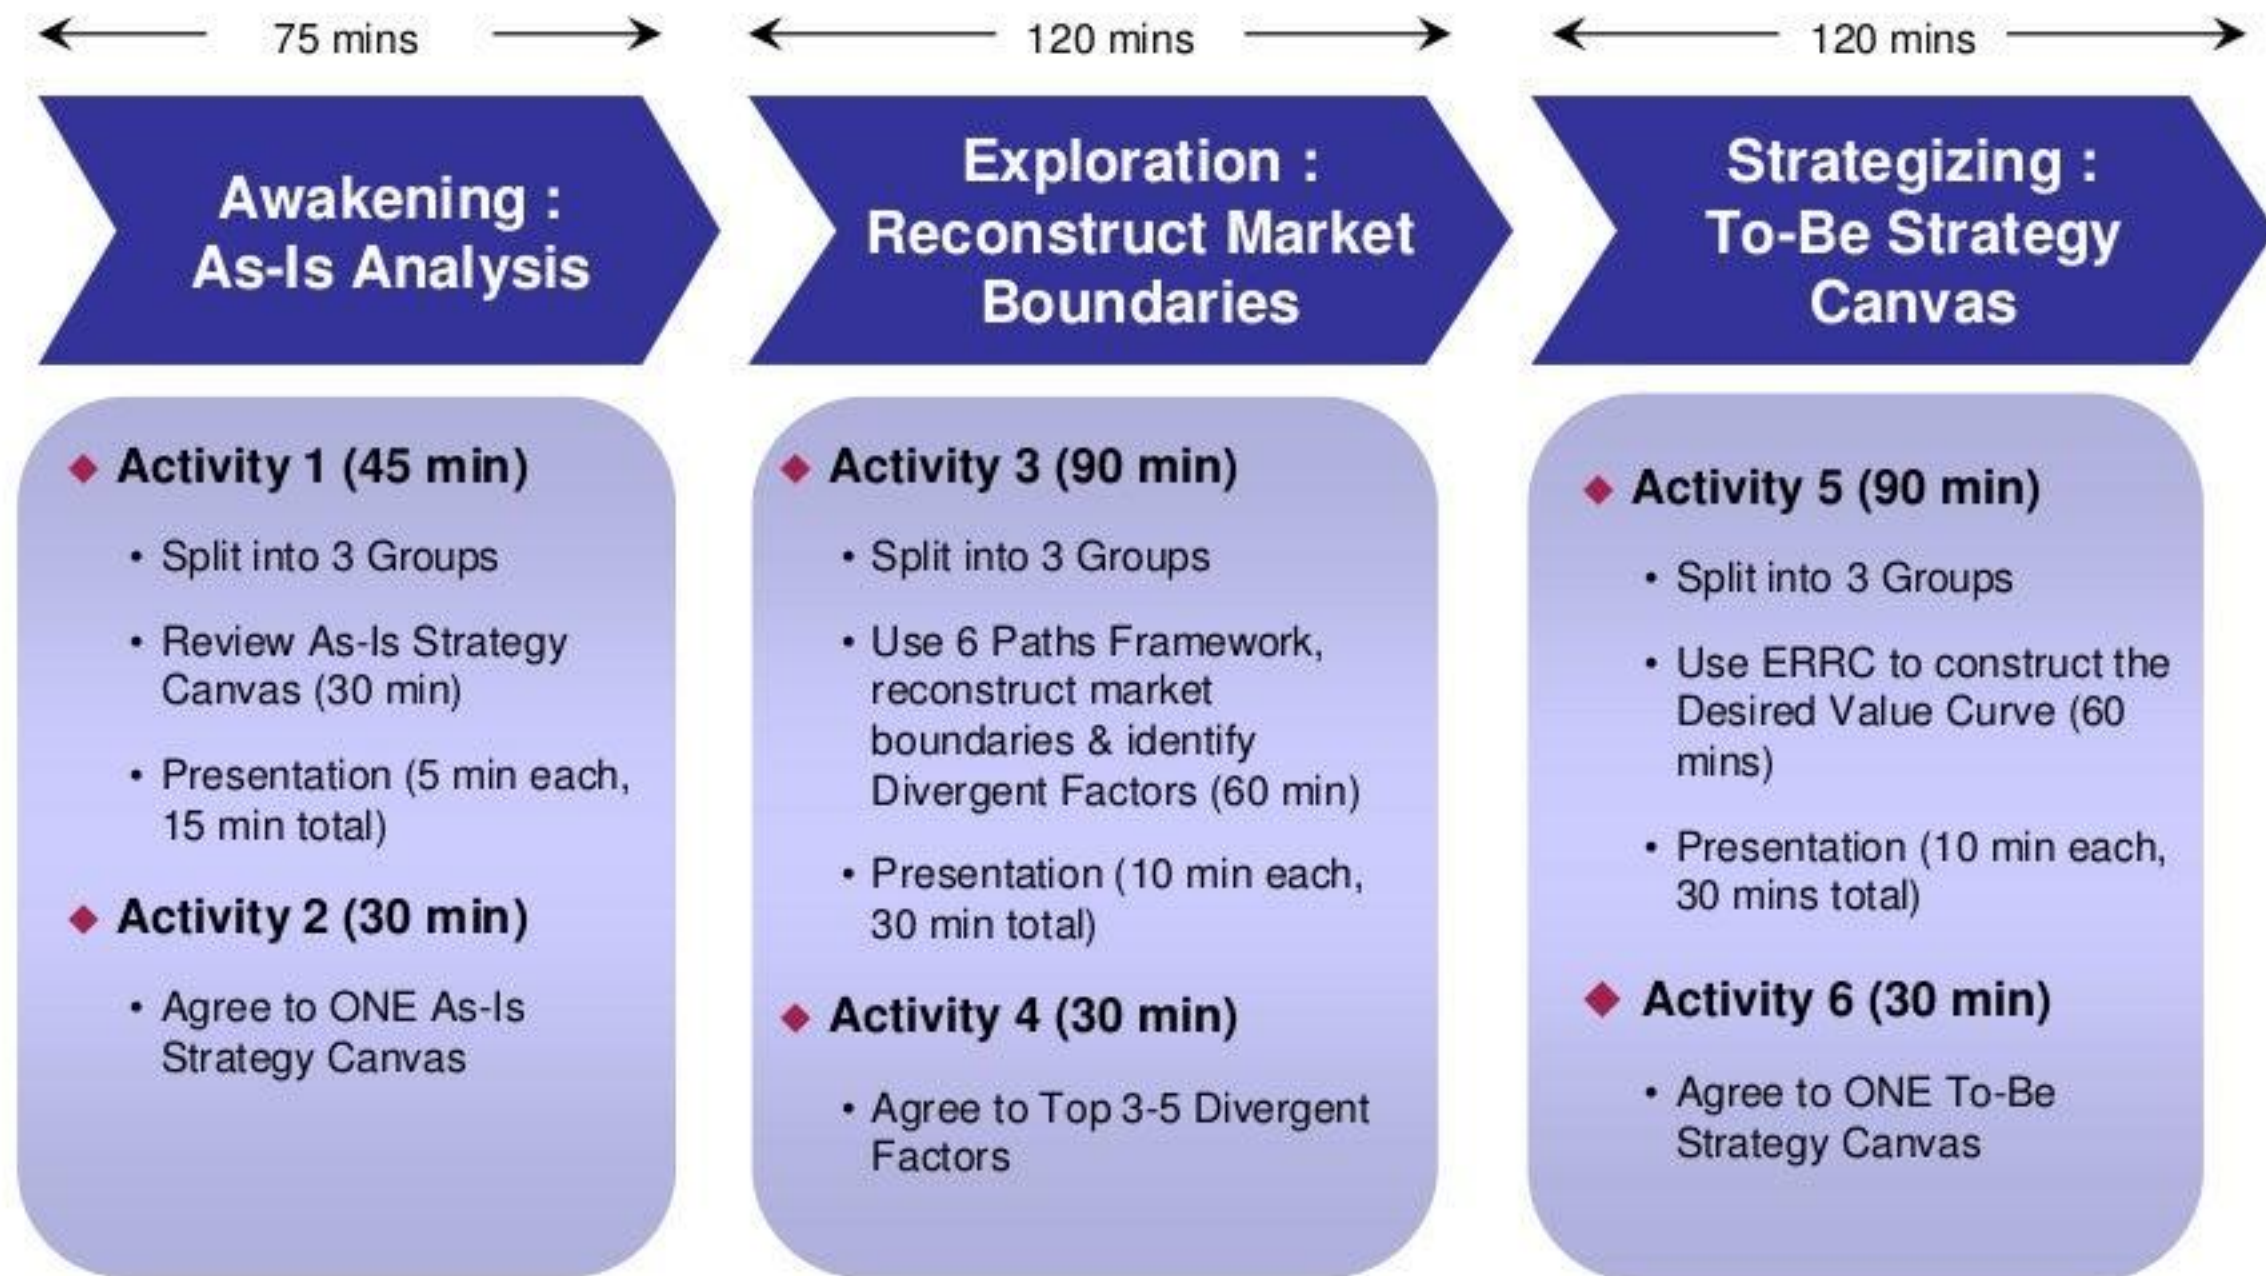 75 mins
120 mins
120 mins
Awakening :
As-Is Analysis
Exploration :
Reconstruct Market
Boundaries
Strategizing :
To-Be Strategy
Canvas
Activity 1 (45 min)
• Split into 3 Groups
• Review As-Is Strategy
Canvas (30 min)
• Presentation (5 min each,
15 min total)
Activity 2 (30 min)
• Agree to ONE As-Is
Strategy Canvas
Activity 3 (90 min)
• Split into 3 Groups
• Use 6 Paths Framework,
reconstruct market
boundaries & identify
Divergent Factors (60 min)
• Presentation (10 min each,
30 min total)
Activity 4 (30 min)
• Agree to Top 3-5 Divergent
Factors
Activity 5 (90 min)
• Split into 3 Groups
• Use ERRC to construct the
Desired Value Curve (60
mins)
• Presentation (10 min each,
30 mins total)
Activity 6 (30 min)
• Agree to ONE To-Be
Strategy Canvas